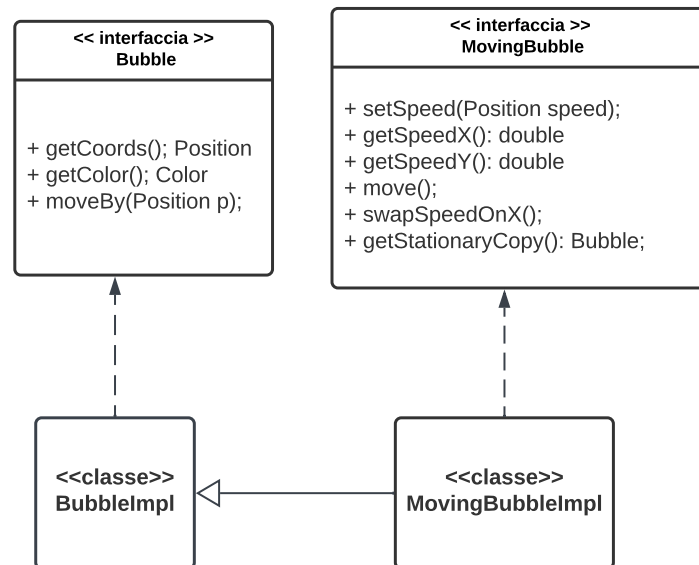 << interfaccia >>
Bubble
+ getCoords(); Position
+ getColor(); Color
+ moveBy(Position p);
<< interfaccia >>
MovingBubble
+ setSpeed(Position speed);
+ getSpeedX(): double
+ getSpeedY(): double
+ move();
+ swapSpeedOnX();
+ getStationaryCopy(): Bubble;
<<classe>>
BubbleImpl
<<classe>>
MovingBubbleImpl